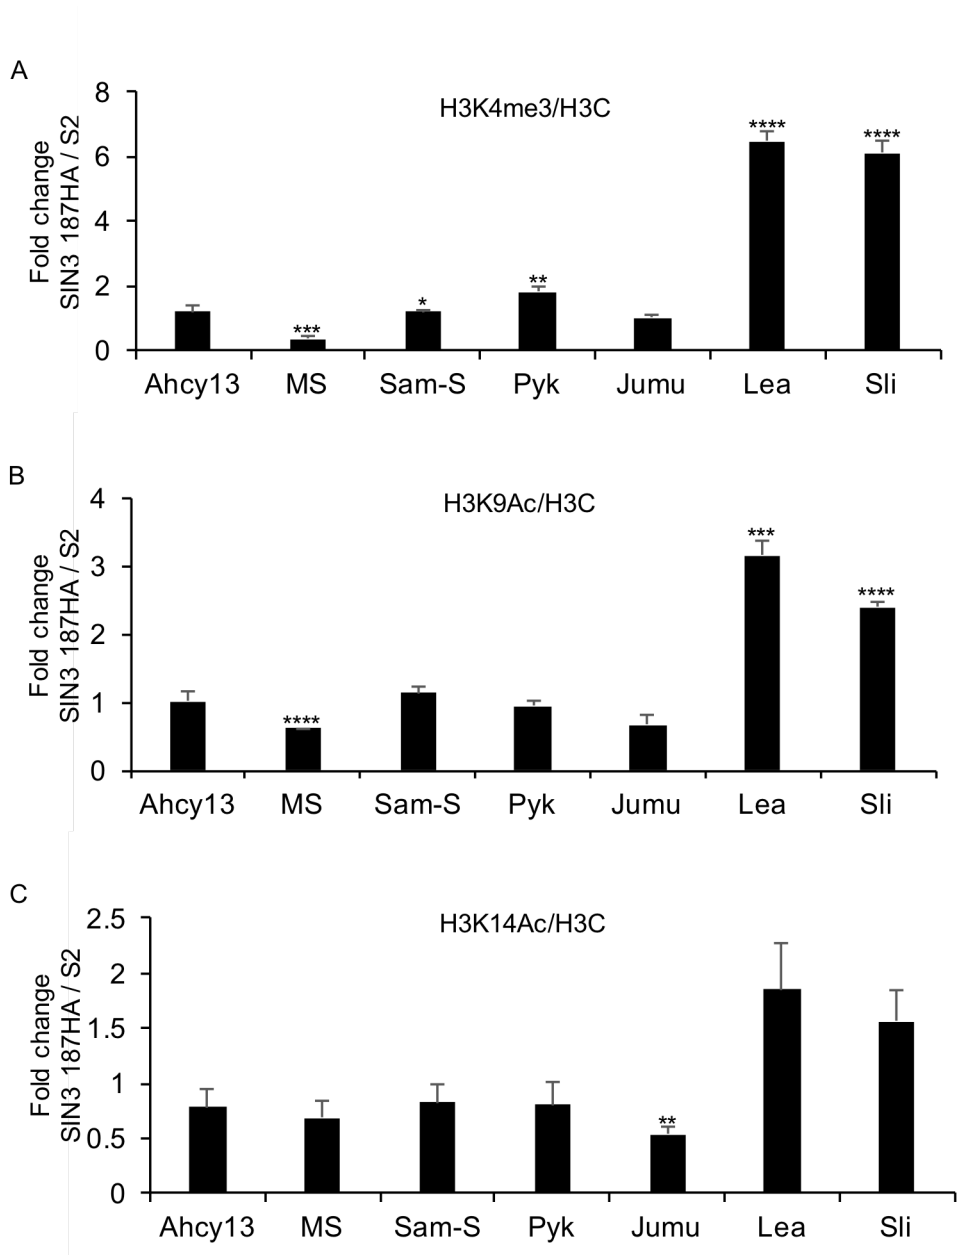 A
H3K4me3/H3C
Fold change
SIN3 187HA / S2
8
6
4
2
0
****
****
**
*
***
Ahcy13 MS Sam-S Pyk Jumu Lea Sli
B
H3K9Ac/H3C
Fold change
SIN3 187HA / S2
4
3
2
1
0
***
****
****
Ahcy13 MS Sam-S Pyk Jumu Lea Sli
C
H3K14Ac/H3C
Fold change
SIN3 187HA / S2
2.5
2
1.5
1
0.5
0
**
Ahcy13 MS Sam-S Pyk Jumu Lea Sli